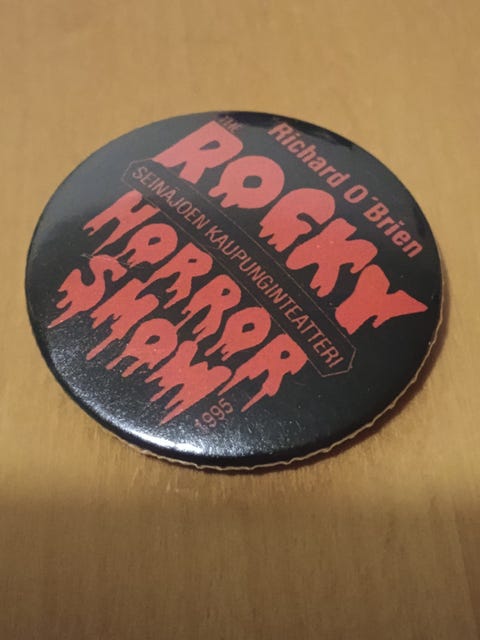 Richard O´Brien
THE
ROCKY
SEINÄJOEN KAUPUNGINTEATTERI
HORROR
SHOW
1995